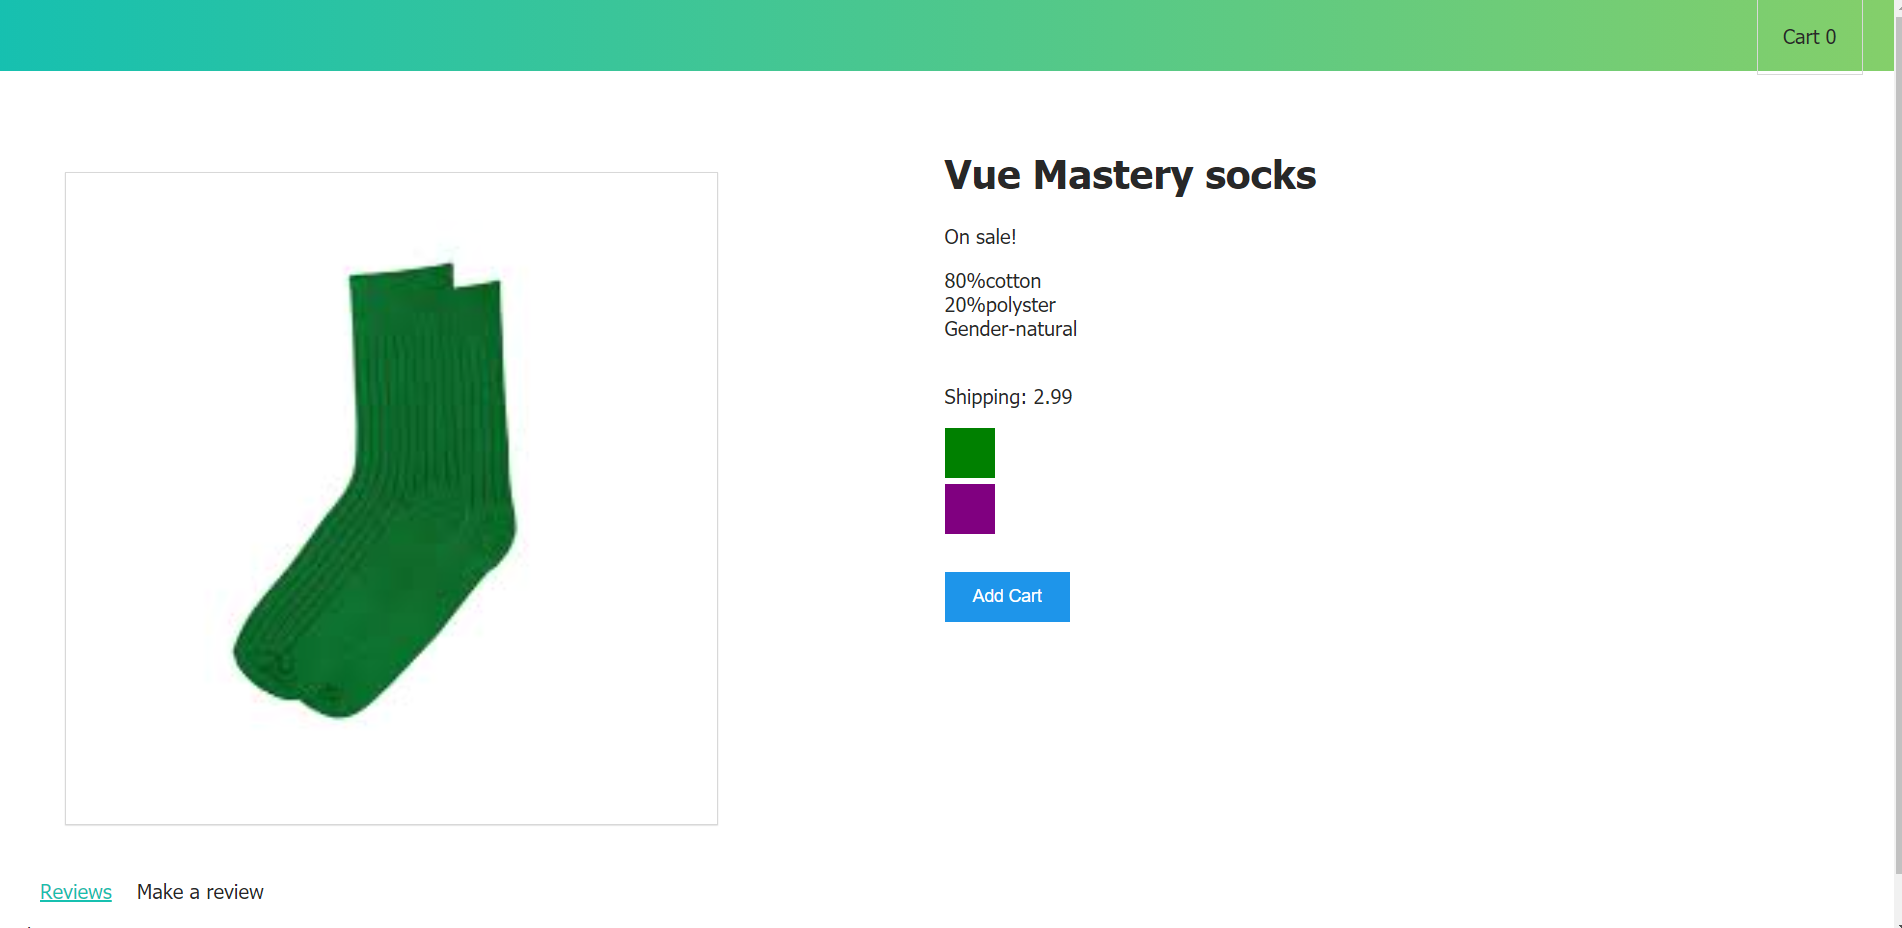 Cart 0
Vue Mastery socks
On sale!
80%cotton
20%polyster
Gender-natural
Shipping: 2.99
Add Cart
Reviews Make a review